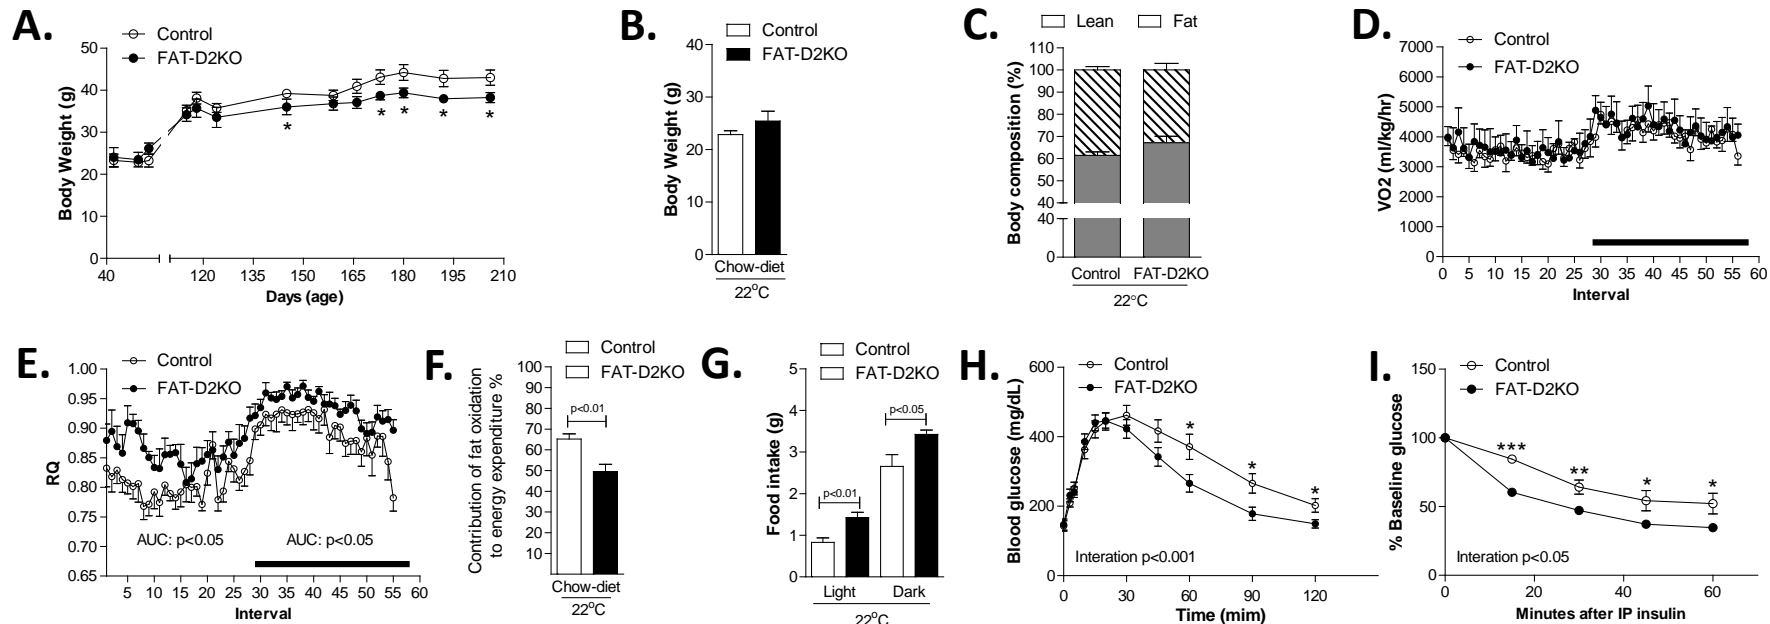 A.
Control
FAT-D2KO
Body Weight (g)
50
40
30
20
10
0
* * * * *
40 120 135 150 165 180 195 210
Days (age)
B.
Control
FAT-D2KO
Body Weight (g)
40
30
20
10
0
Chow-diet
22°C
C.
Lean Fat
Body composition (%)
110
100
90
80
70
60
50
40
40
0
Control FAT-D2KO
22°C
D.
Control
FAT-D2KO
VO2 (ml/kg/hr)
7000
6000
5000
4000
3000
2000
1000
0
0 5 10 15 20 25 30 35 40 45 50 55 60
Interval
E.
Control
FAT-D2KO
RQ
1.00
0.95
0.90
0.85
0.80
0.75
0.70
0.65
AUC: p<0.05 AUC: p<0.05
5 10 15 20 25 30 35 40 45 50 55 60
Interval
F.
Control
FAT-D2KO
Contribution of fat oxidation
to energy expenditure %
100
90
80
70
60
50
40
30
20
10
p<0.01
Chow-diet
22°C
G.
Control
FAT-D2KO
Food intake (g)
5
4
3
2
1
0
p<0.05
p<0.01
Light Dark
22°C
H.
Control
FAT-D2KO
Blood glucose (mg/dL)
600
400
200
0
* * *
Interation p<0.001
0 30 60 90 120
Time (mim)
I.
Control
FAT-D2KO
% Baseline glucose
150
100
50
0
*** ** * *
Interation p<0.05
0 20 40 60
Minutes after IP insulin